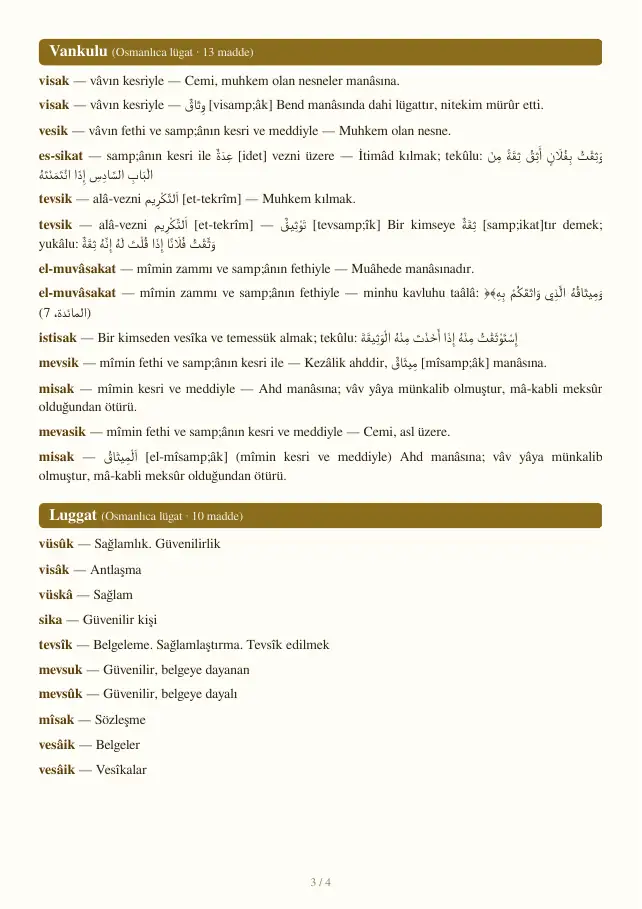 Vankulu (Osmanlıca lügat · 13 madde)
visak — vâvın kesriyle — Cemi, muhkem olan nesneler manâsına.
visak — vâvın kesriyle — وِثَاقٌ [visamp;âk] Bend manâsında dahi lügattır, nitekim mürûr etti.
vesik — vâvın fethi ve samp;ânın kesri ve meddiyle — Muhkem olan nesne.
es-sikat — samp;ânın kesri ile عِدَةٌ [idet] vezni üzere — İtimâd kılmak; tekûlu: وَثِقْتُ بِفُلَانٍ أَثِقُ ثِقَةً مِنَ
الْبَابِ السَّادِسِ إِذَا ائْتَمَنْتَهُ
tevsik — alâ-vezni اَلتَّكْرِيم [et-tekrîm] — Muhkem kılmak.
tevsik — alâ-vezni اَلتَّكْرِيم [et-tekrîm] — تَوْثِيقٌ [tevsamp;îk] Bir kimseye ثِقَةٌ [samp;ikat]tır demek;
yukâlu: وَثَّقْتُ فُلَانًا إِذَا قُلْتَ لَهُ إِنَّهُ ثِقَةٌ
el-muvâsakat — mîmin zammı ve samp;ânın fethiyle — Muâhede manâsınadır.
el-muvâsakat — mîmin zammı ve samp;ânın fethiyle — minhu kavluhu taâlâ: ﴿وَمِيثَاقَهُ الَّذِي وَاثَقَكُمْ بِهِ﴾
(المائدة، 7)
istisak — Bir kimseden vesîka ve temessük almak; tekûlu: إِسْتَوْثَقْتُ مِنْهُ إِذَا أَخَذْتَ مِنْهُ الْوَثِيقَةَ
mevsik — mîmin fethi ve samp;ânın kesri ile — Kezâlik ahddir, مِيثَاقٌ [mîsamp;âk] manâsına.
misak — mîmin kesri ve meddiyle — Ahd manâsına; vâv yâya münkalib olmuştur, mâ-kabli meksûr
olduğundan ötürü.
mevasik — mîmin fethi ve samp;ânın kesri ve meddiyle — Cemi, asl üzere.
misak — اَلْمِيثَاقُ [el-mîsamp;âk] (mîmin kesri ve meddiyle) Ahd manâsına; vâv yâya münkalib
olmuştur, mâ-kabli meksûr olduğundan ötürü.
Luggat (Osmanlıca lügat · 10 madde)
vüsûk — Sağlamlık. Güvenilirlik
visâk — Antlaşma
vüskâ — Sağlam
sika — Güvenilir kişi
tevsîk — Belgeleme. Sağlamlaştırma. Tevsîk edilmek
mevsuk — Güvenilir, belgeye dayanan
mevsûk — Güvenilir, belgeye dayalı
mîsak — Sözleşme
vesâik — Belgeler
vesâik — Vesîkalar
3 / 4